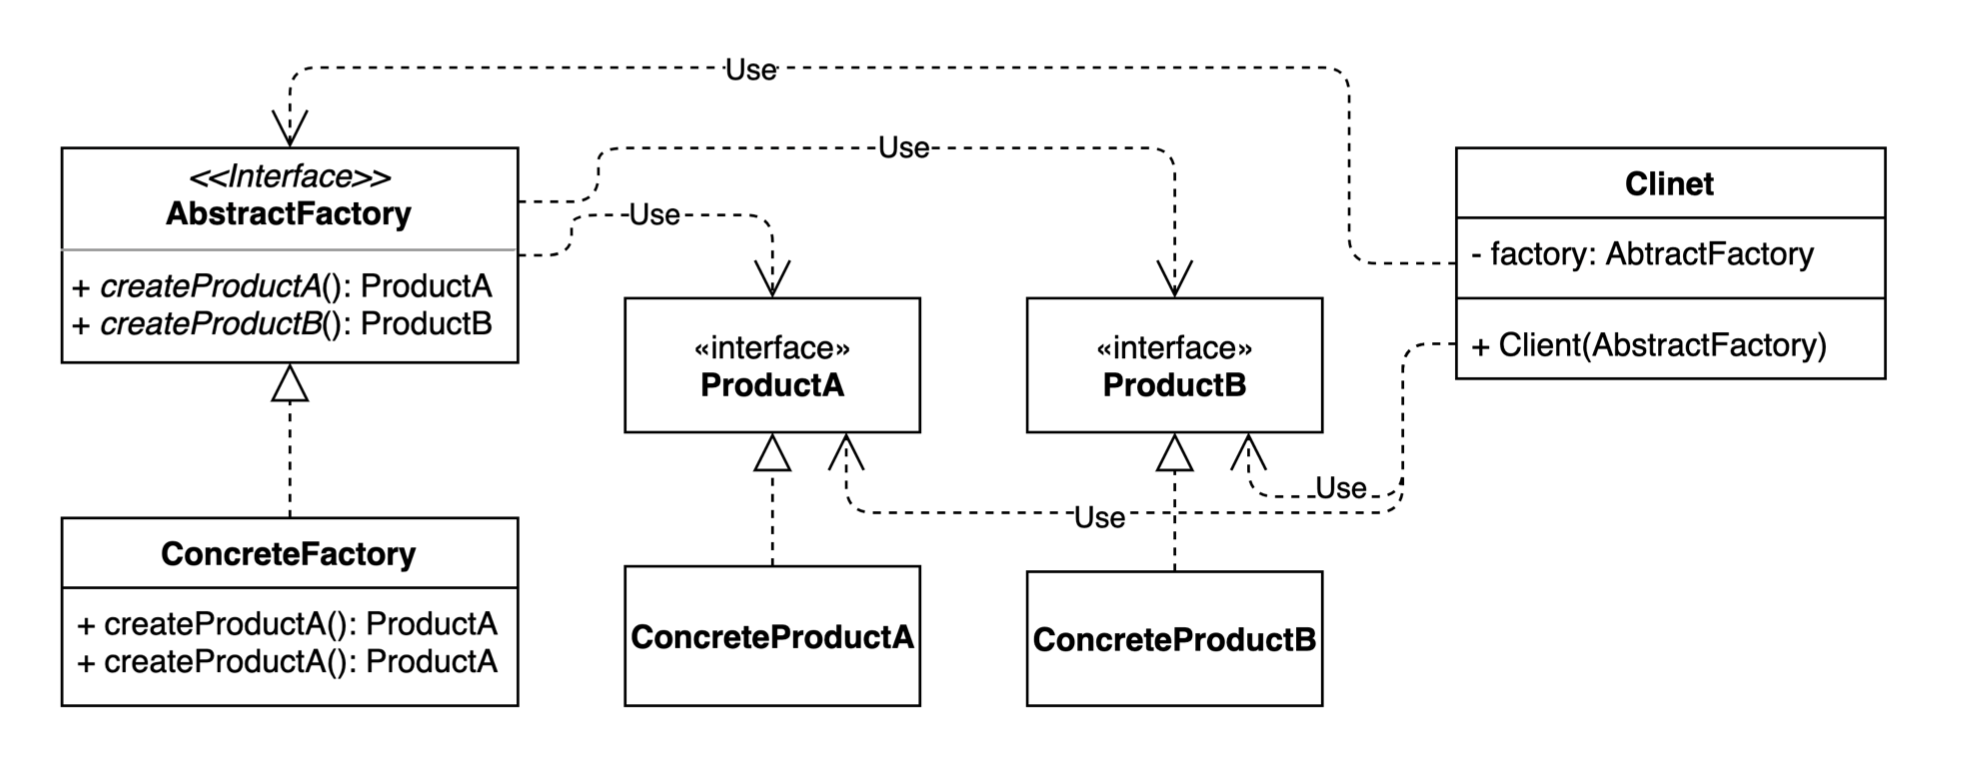 Use
<<Interface>>
AbstractFactory
+ createProductA(): ProductA
+ createProductB(): ProductB
Use
Use
Clinet
- factory: AbtractFactory
+ Client(AbstractFactory)
«interface»
ProductA
«interface»
ProductB
Use
Use
ConcreteFactory
+ createProductA(): ProductA
+ createProductA(): ProductA
ConcreteProductA
ConcreteProductB